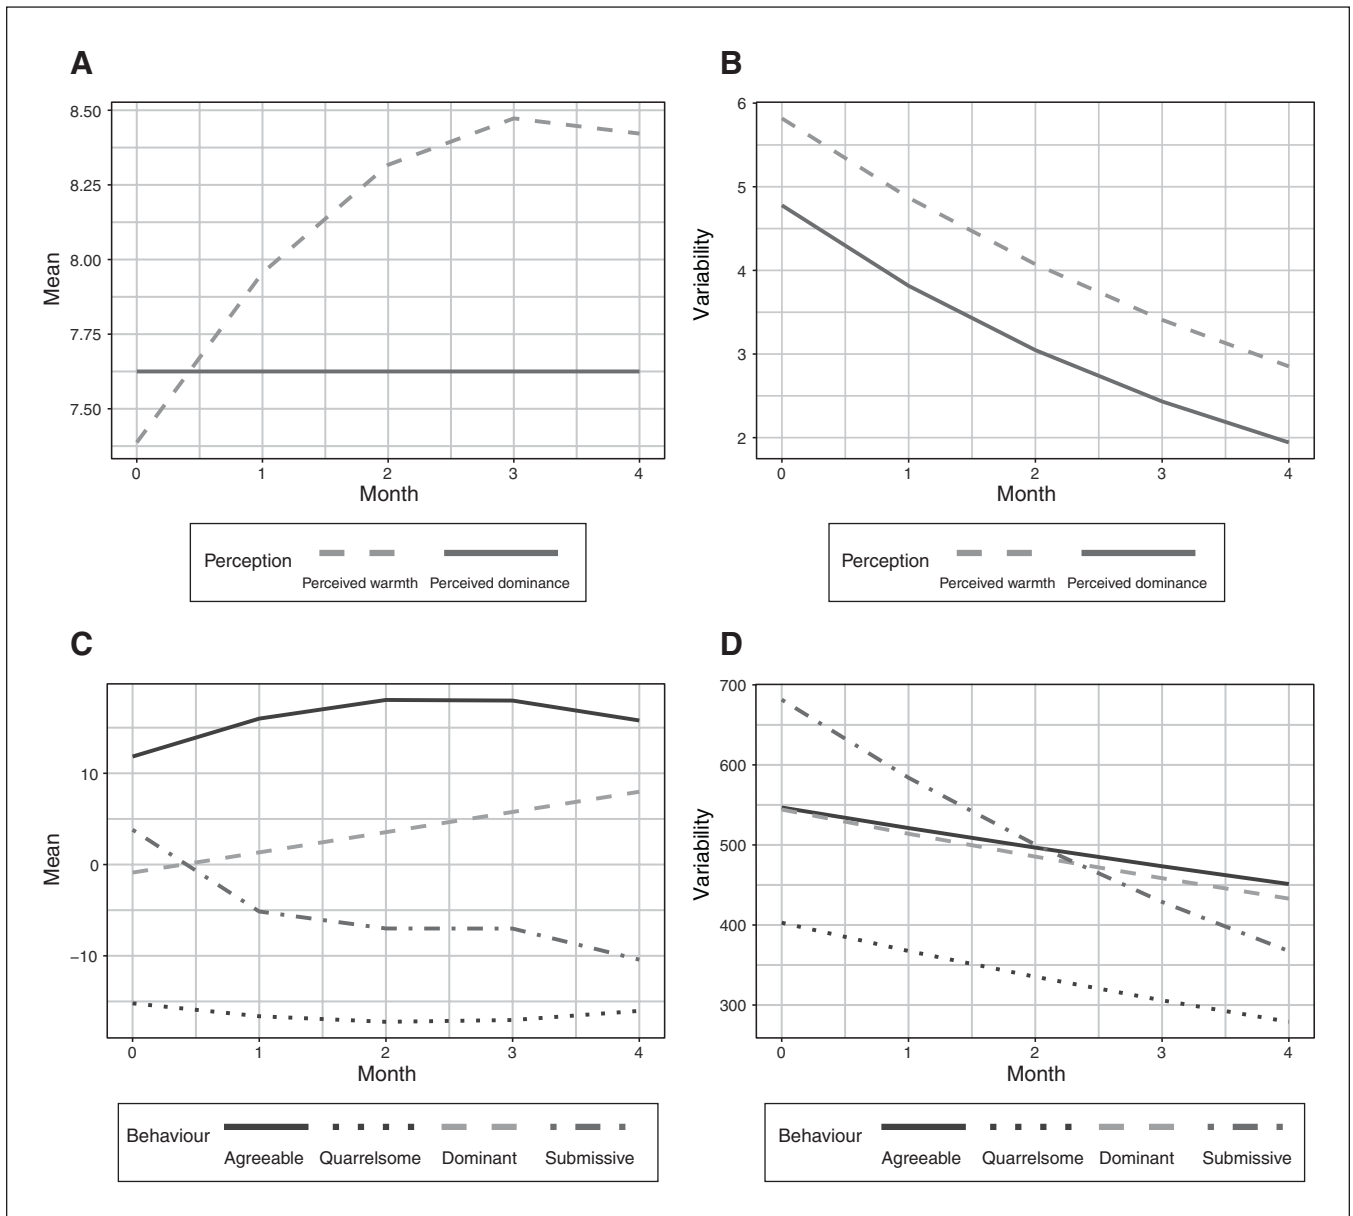 A
8.50
8.25
8.00
7.75
7.50
Mean
0 1 2 3 4
Month
Perception
Perceived warmth Perceived dominance
B
6
5
4
3
2
Variability
0 1 2 3 4
Month
Perception
Perceived warmth Perceived dominance
C
10
0
−10
Mean
0 1 2 3 4
Month
Behaviour
Agreeable Quarrelsome Dominant Submissive
D
700
600
500
400
300
Variability
0 1 2 3 4
Month
Behaviour
Agreeable Quarrelsome Dominant Submissive